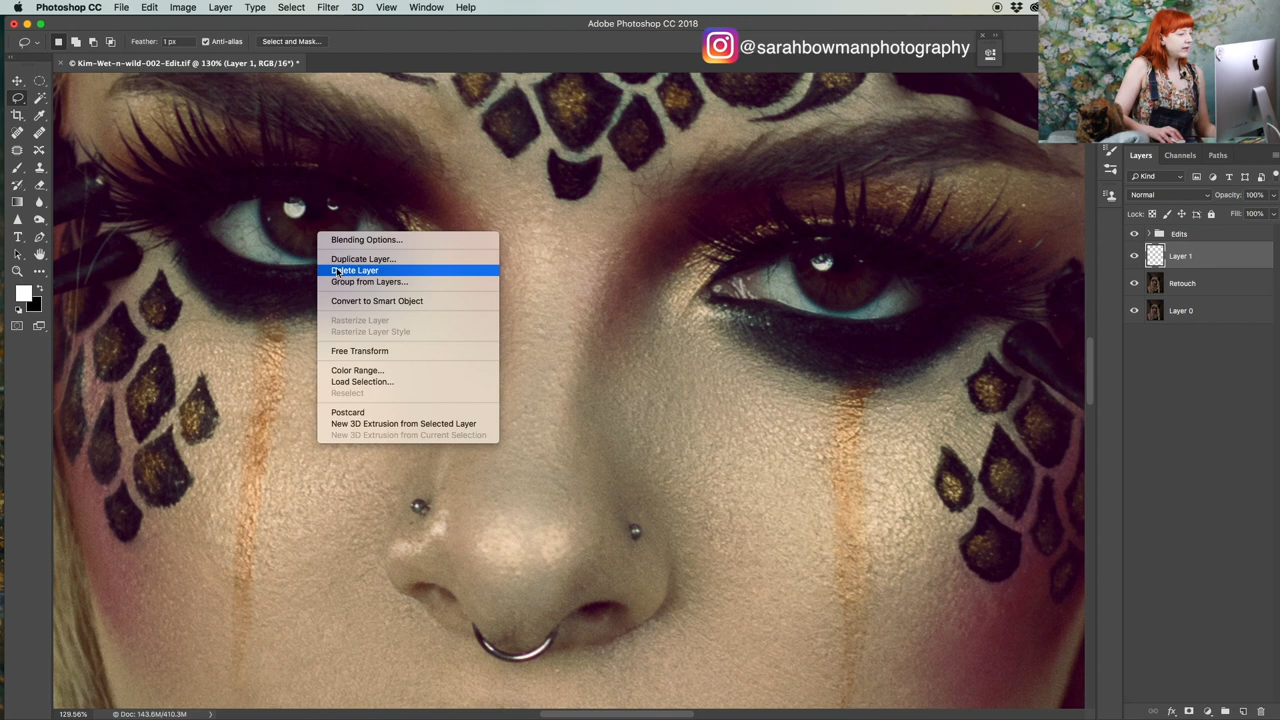 Photoshop CC File Edit Image Layer Type Select Filter 3D View Window Help
Adobe Photoshop CC 2018
Feather: 1 px Anti-alias Select and Mask...
@sarahbowmanphotography
© Kim-Wet-n-wild-002-Edit.tif @ 130% (Layer 1, RGB/16*) *
Blending Options...
Duplicate Layer...
Delete Layer
Group from Layers...
Convert to Smart Object
Rasterize Layer
Rasterize Layer Style
Free Transform
Color Range...
Load Selection...
Reselect
Postcard
New 3D Extrusion from Selected Layer
New 3D Extrusion from Current Selection
Layers Channels Paths
Kind
Normal Opacity: 100%
Lock: Fill: 100%
Edits
Layer 1
Retouch
Layer 0
129.56% Doc: 143.6M/410.3M